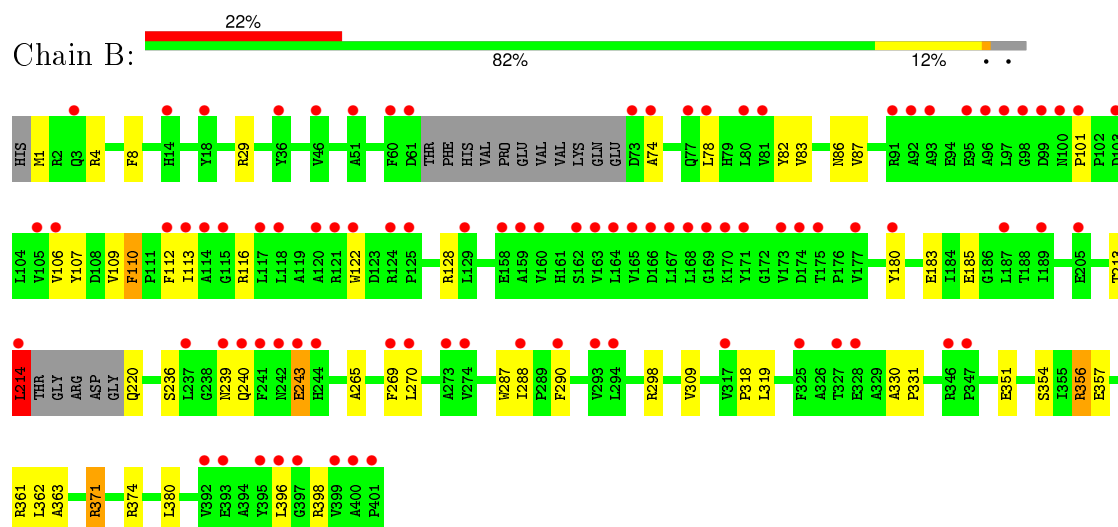 22%
Chain B:
82% 12% • •
HIS M1 R2 Q3 R4 F8 H14 Y18 R29 Y36 V46 A51 F60 D61 THR PHE HIS VAL PRO GLU VAL VAL LYS GLN GLU D73 A74 Q77 L78 H79 L80 V81 Y82 V83 N86 V87 R91 A92 A93 E94 E95 A96 L97 G98 D99 N100 P101 P102 D103
L104 V105 V106 Y107 D108 V109 F110 P111 F112 I113 A114 G115 R116 L117 L118 A119 A120 R121 W122 D123 R124 P125 R128 L129 E158 A159 V160 H161 S162 V163 L164 V165 D166 L167 L168 G169 K170 Y171 G172 V173 D174 T175 P176 V177 Y180 E183 I184 E185 G186 L187 T188 I189 E205 T213
L214 THR GLY ARG ASP GLY Q220 S236 L237 G238 N239 Q240 F241 N242 E243 H244 A265 F269 L270 A273 V274 W287 I288 P289 F290 V293 L294 R298 V309 V317 P318 L319 F325 A326 T327 E328 A329 A330 P331 R346 P347 E351 S354 I355 R356 E357
R361 L362 A363 R371 R374 L380 V392 E393 A394 Y395 L396 G397 R398 V399 A400 P401